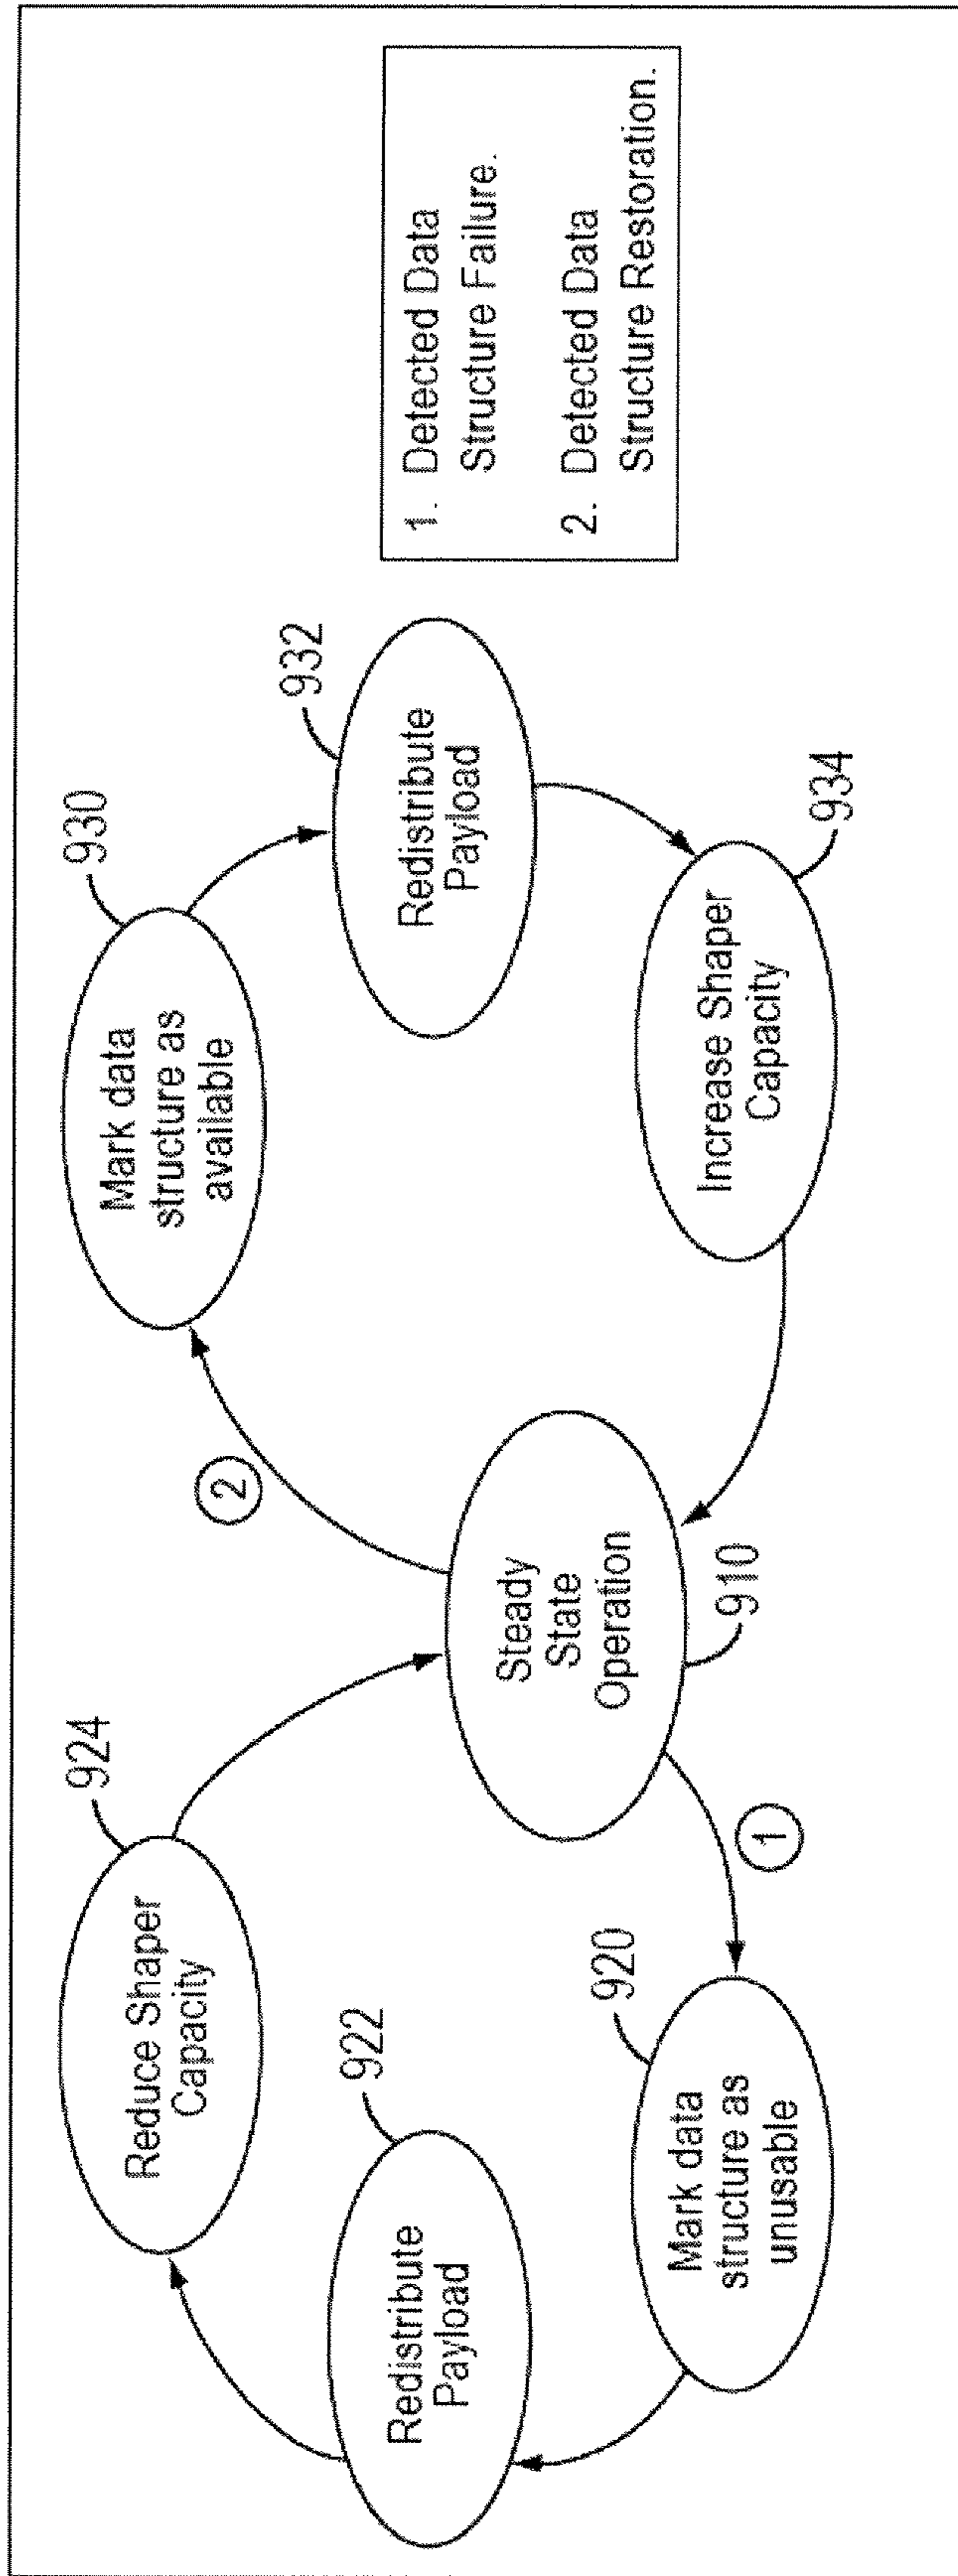 924
Reduce Shaper
Capacity
922
Redistribute
Payload
920
Mark data
structure as
unusable
1
Steady
State
Operation
910
2
930
Mark data
structure as
available
932
Redistribute
Payload
934
Increase Shaper
Capacity
1. Detected Data
Structure Failure.
2. Detected Data
Structure Restoration.